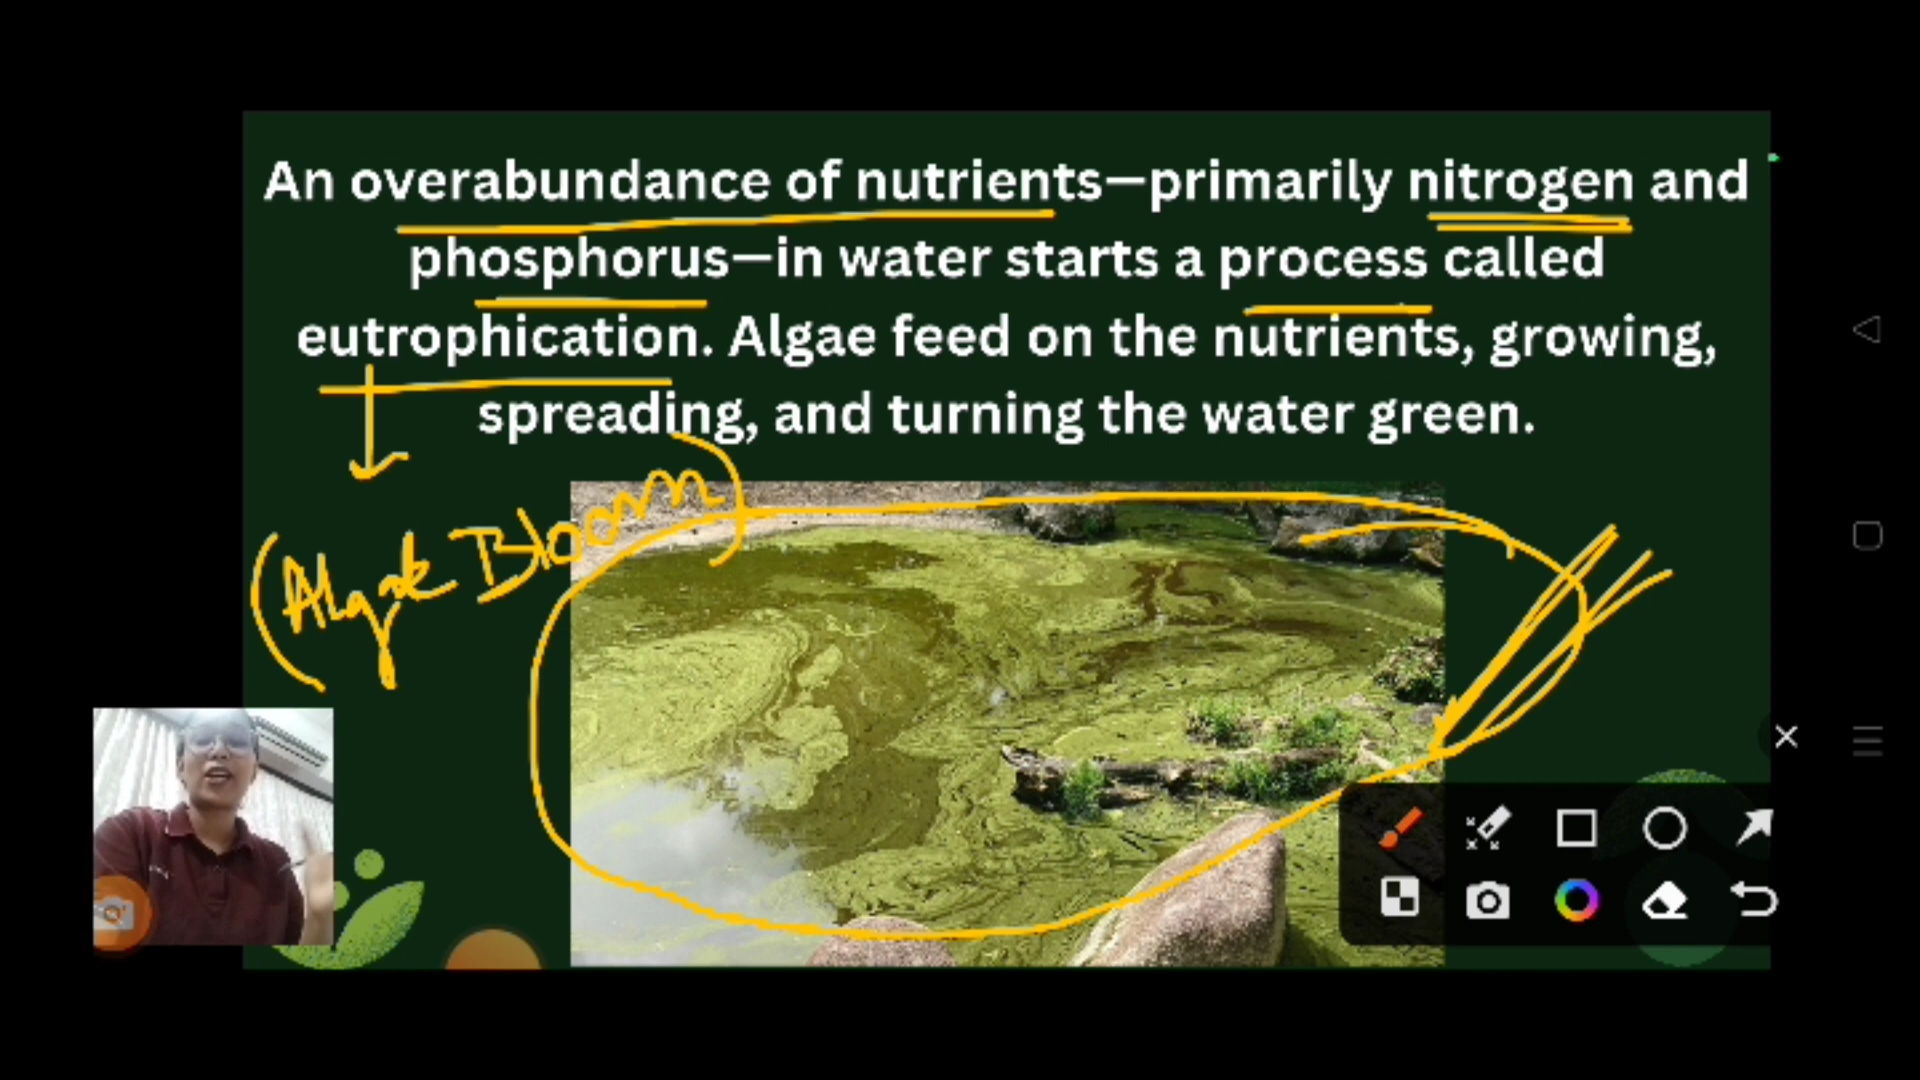 An overabundance of nutrients—primarily nitrogen and
phosphorus—in water starts a process called
eutrophication. Algae feed on the nutrients, growing,
spreading, and turning the water green.
(Algae Bloom)